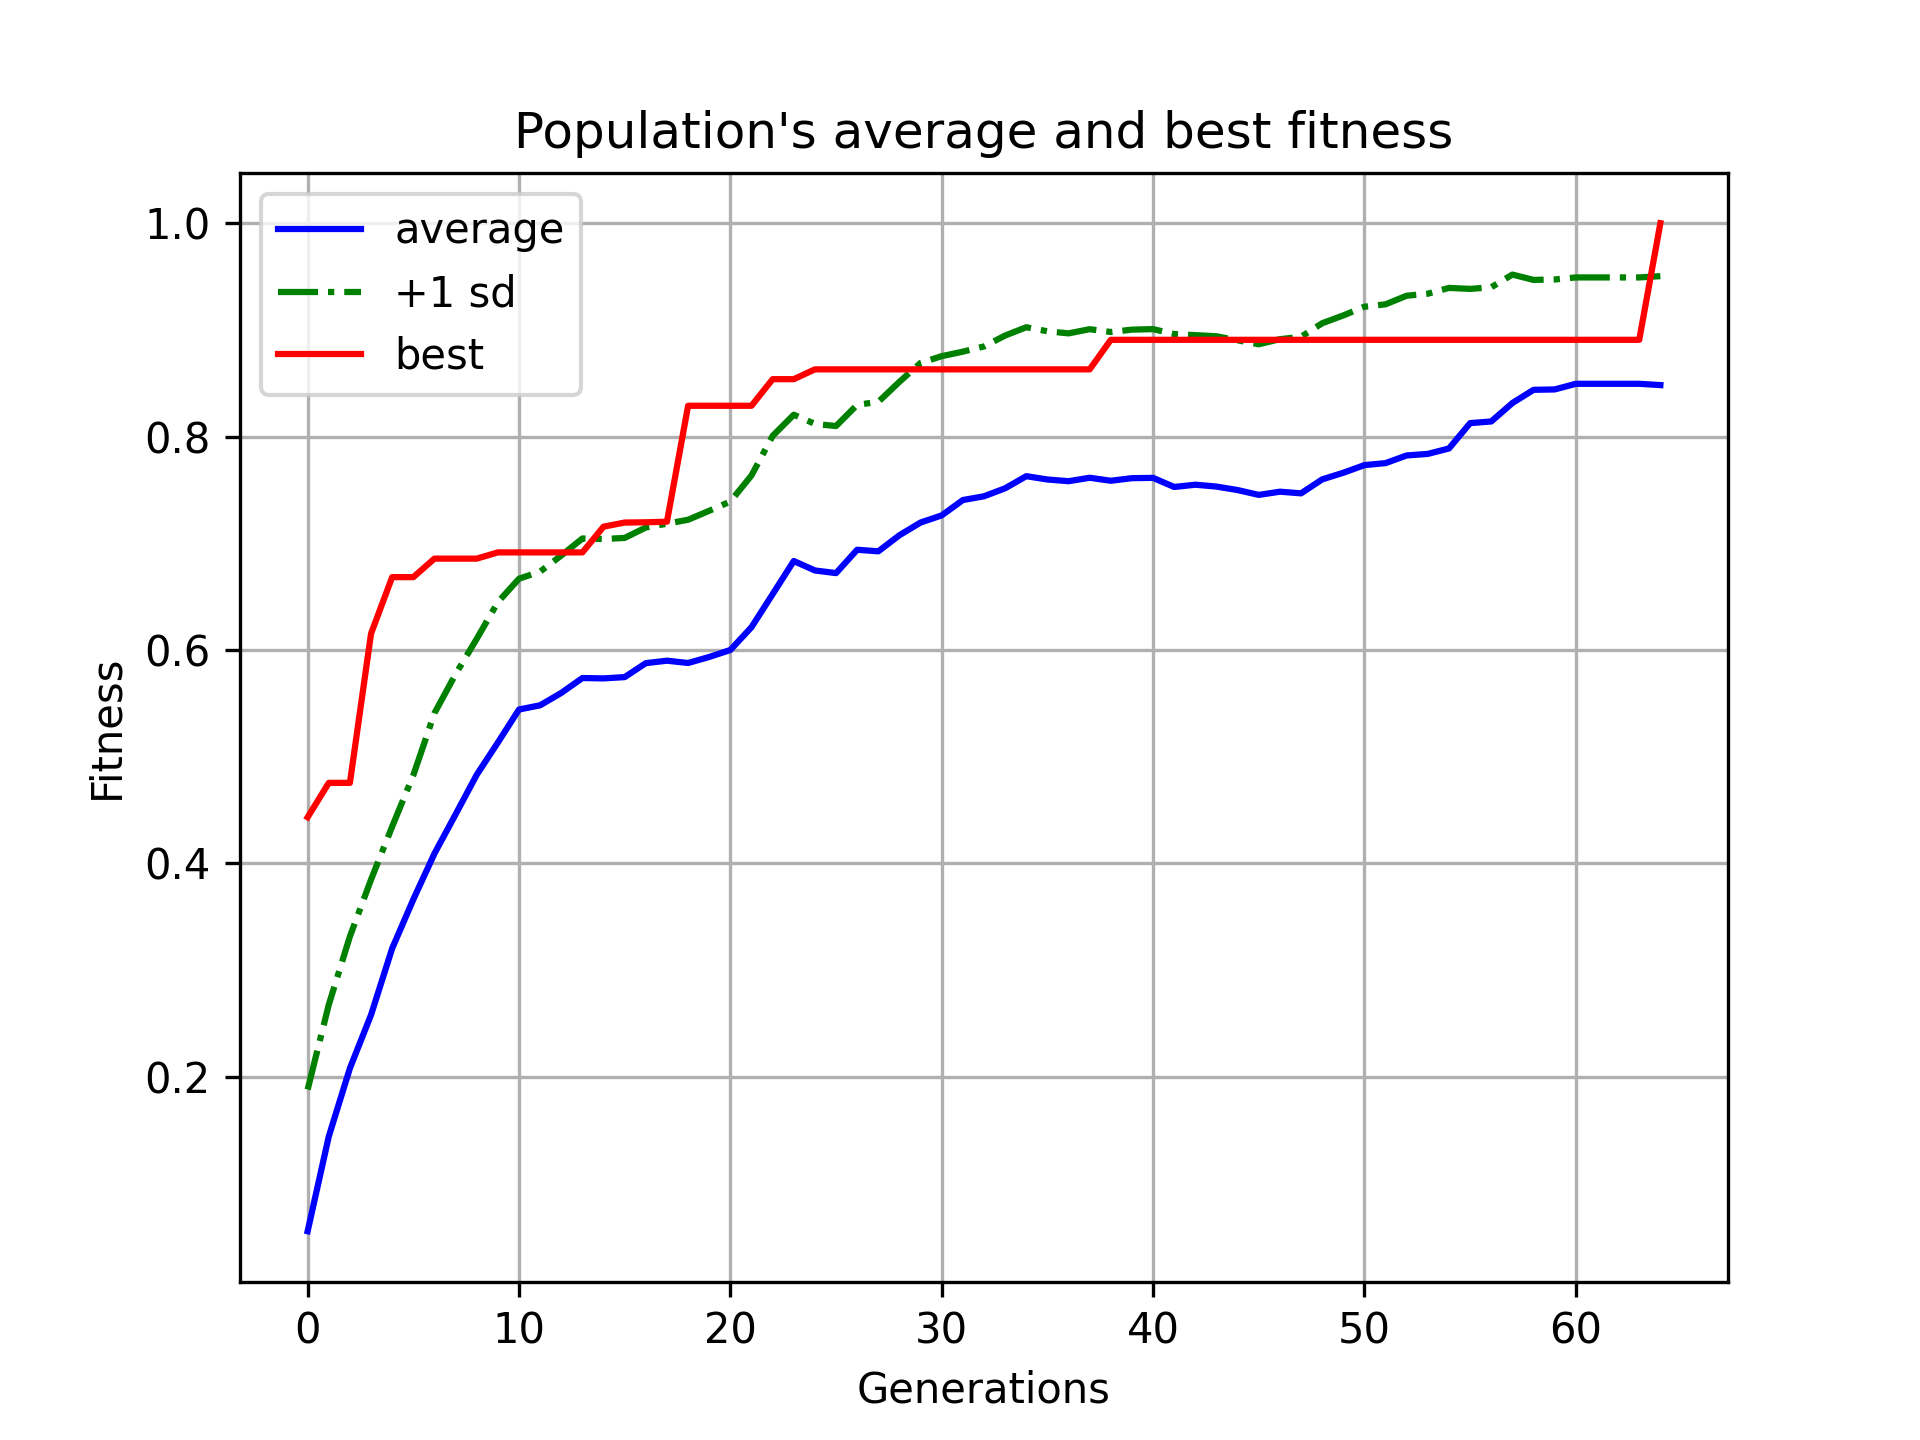 Population's average and best fitness
average
+1 sd
best
1.0
0.8
0.6
0.4
0.2
Fitness
0 10 20 30 40 50 60
Generations